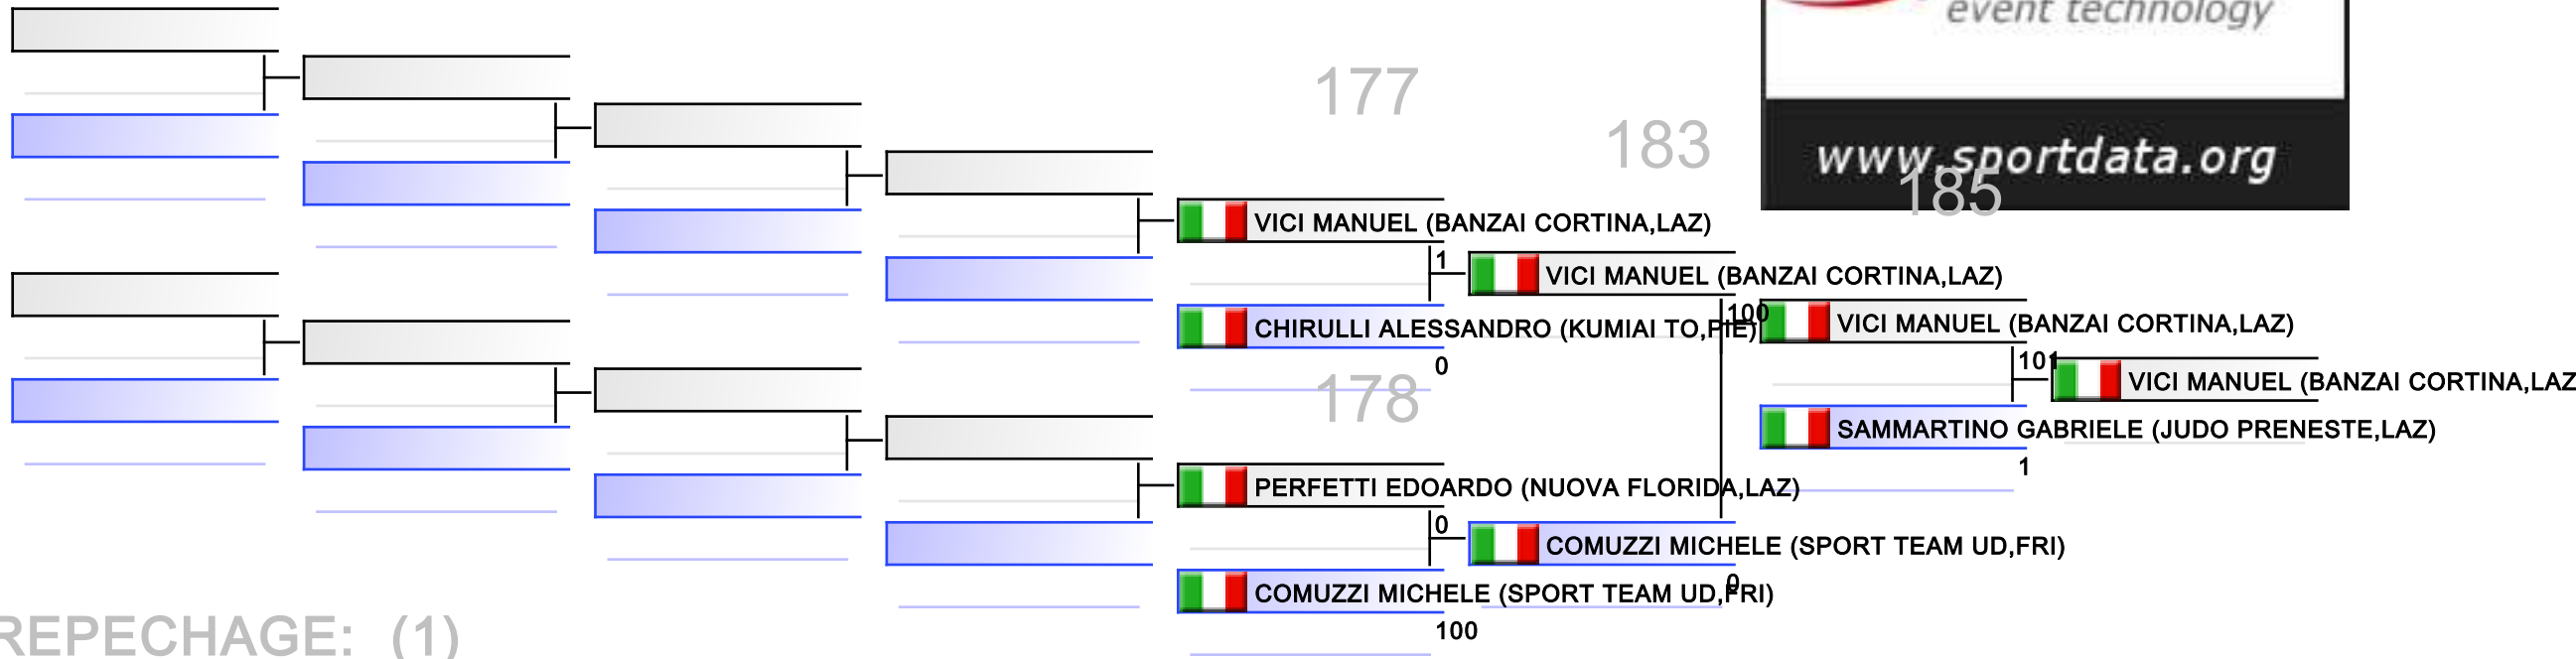 event technology
177
183
www.sportdata.org
185
VICI MANUEL (BANZAI CORTINA,LAZ)
1
VICI MANUEL (BANZAI CORTINA,LAZ)
100
CHIRULLI ALESSANDRO (KUMIAI TO,PIE)
VICI MANUEL (BANZAI CORTINA,LAZ)
0
101
VICI MANUEL (BANZAI CORTINA,LAZ
178
SAMMARTINO GABRIELE (JUDO PRENESTE,LAZ)
1
PERFETTI EDOARDO (NUOVA FLORIDA,LAZ)
0
COMUZZI MICHELE (SPORT TEAM UD,FRI)
0
COMUZZI MICHELE (SPORT TEAM UD,FRI)
100
REPECHAGE: (1)